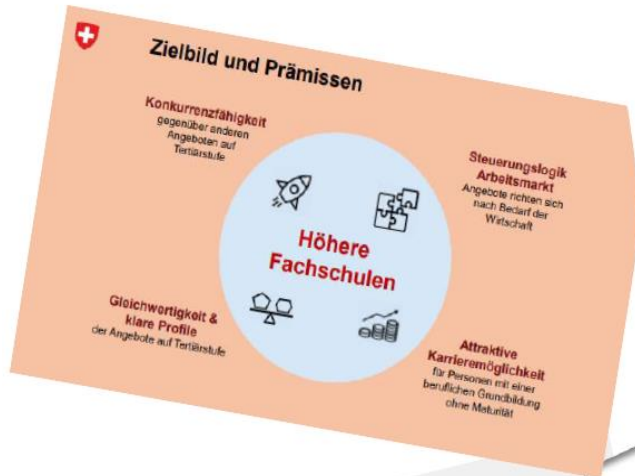 Zielbild und Prämissen
Konkurrenzfähigkeit
gegenüber anderen
Angeboten auf
Tertiärstufe
Steuerungslogik
Arbeitsmarkt
Angebote richten sich
nach Bedarf der
Wirtschaft
Höhere
Fachschulen
Gleichwertigkeit &
klare Profile
der Angebote auf Tertiärstufe
Attraktive
Karrieremöglichkeit
für Personen mit einer
beruflichen Grundbildung
ohne Maturität